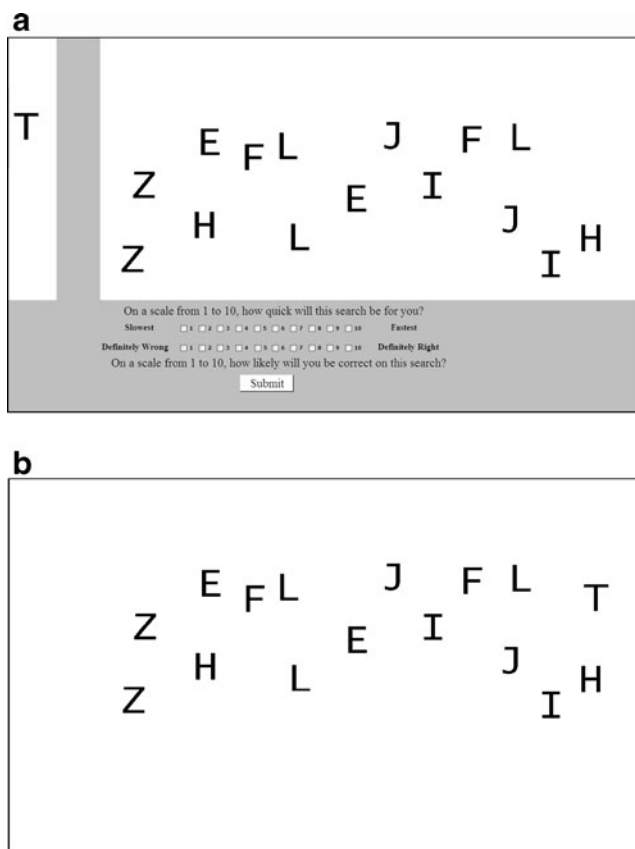 a
T
E F L J F L
Z E I
H L J H
Z I
On a scale from 1 to 10, how quick will this search be for you?
Slowest 1 2 3 4 5 6 7 8 9 10 Fastest
Definitely Wrong 1 2 3 4 5 6 7 8 9 10 Definitely Right
On a scale from 1 to 10, how likely will you be correct on this search?
Submit
b
E F L J F L T
Z E I
H L J H
Z I